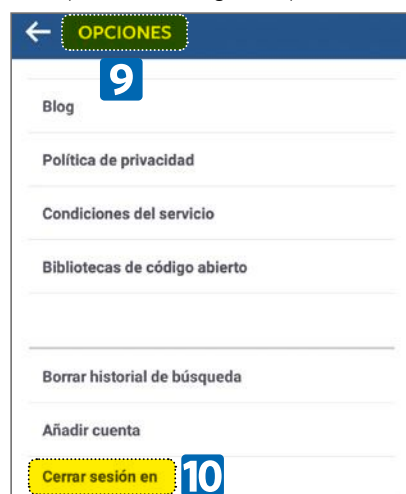 OPCIONES
9
Blog
Política de privacidad
Condiciones del servicio
Bibliotecas de código abierto
Borrar historial de búsqueda
Añadir cuenta
Cerrar sesión en
10